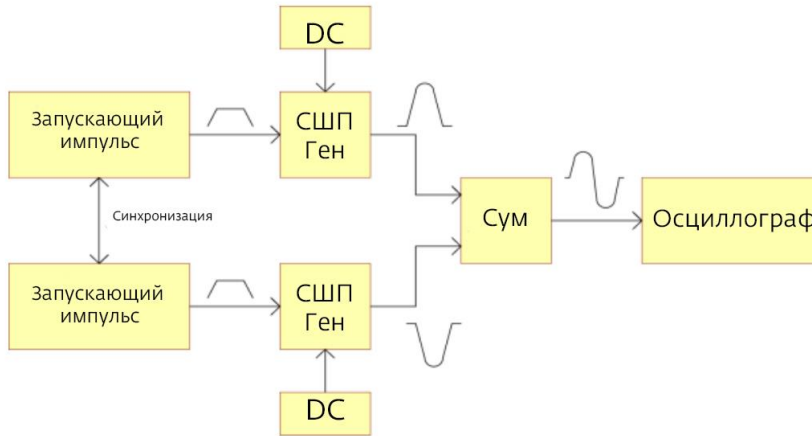 DC
Запускающий
импульс
СШП
Ген
Синхронизация
Сум
Осциллограф
Запускающий
импульс
СШП
Ген
DC